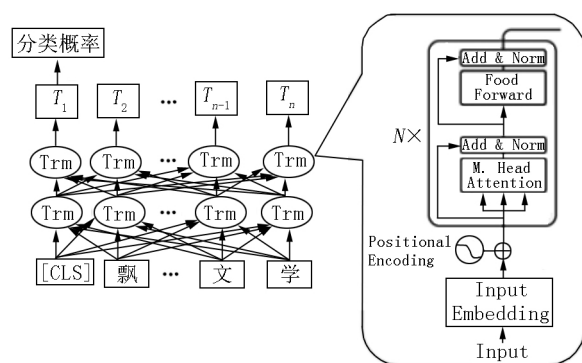 分类概率
T1 T2 ··· Tn-1 Tn
Trm Trm ··· Trm Trm
Trm Trm ··· Trm Trm
[CLS] 飘 ··· 文 学
Add & Norm
Food
Forward
N×
Add & Norm
M. Head
Attention
Positional
Encoding
Input
Embedding
Input